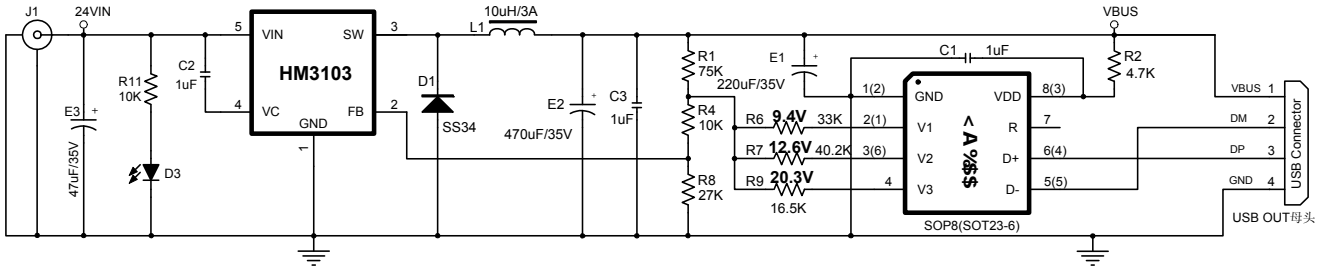 J1
24VIN
R11
10K
E3
+
47uF/35V
D3
C2
1uF
5
VIN
SW
3
HM3103
4
VC
FB
2
GND
1
D1
SS34
10uH/3A
L1
E2
+
470uF/35V
C3
1uF
R1
75K
R4
10K
R8
27K
E1
+
220uF/35V
R6
9.4V
33K
R7
12.6V
40.2K
R9
20.3V
16.5K
C1
1uF
VBUS
R2
4.7K
1(2)
GND
VDD
8(3)
2(1)
V1
R
7
3(6)
V2
D+
6(4)
4
V3
D-
5(5)
< A %$$
SOP8(SOT23-6)
VBUS 1
DM 2
DP 3
GND 4
USB Connector
USB OUT母头